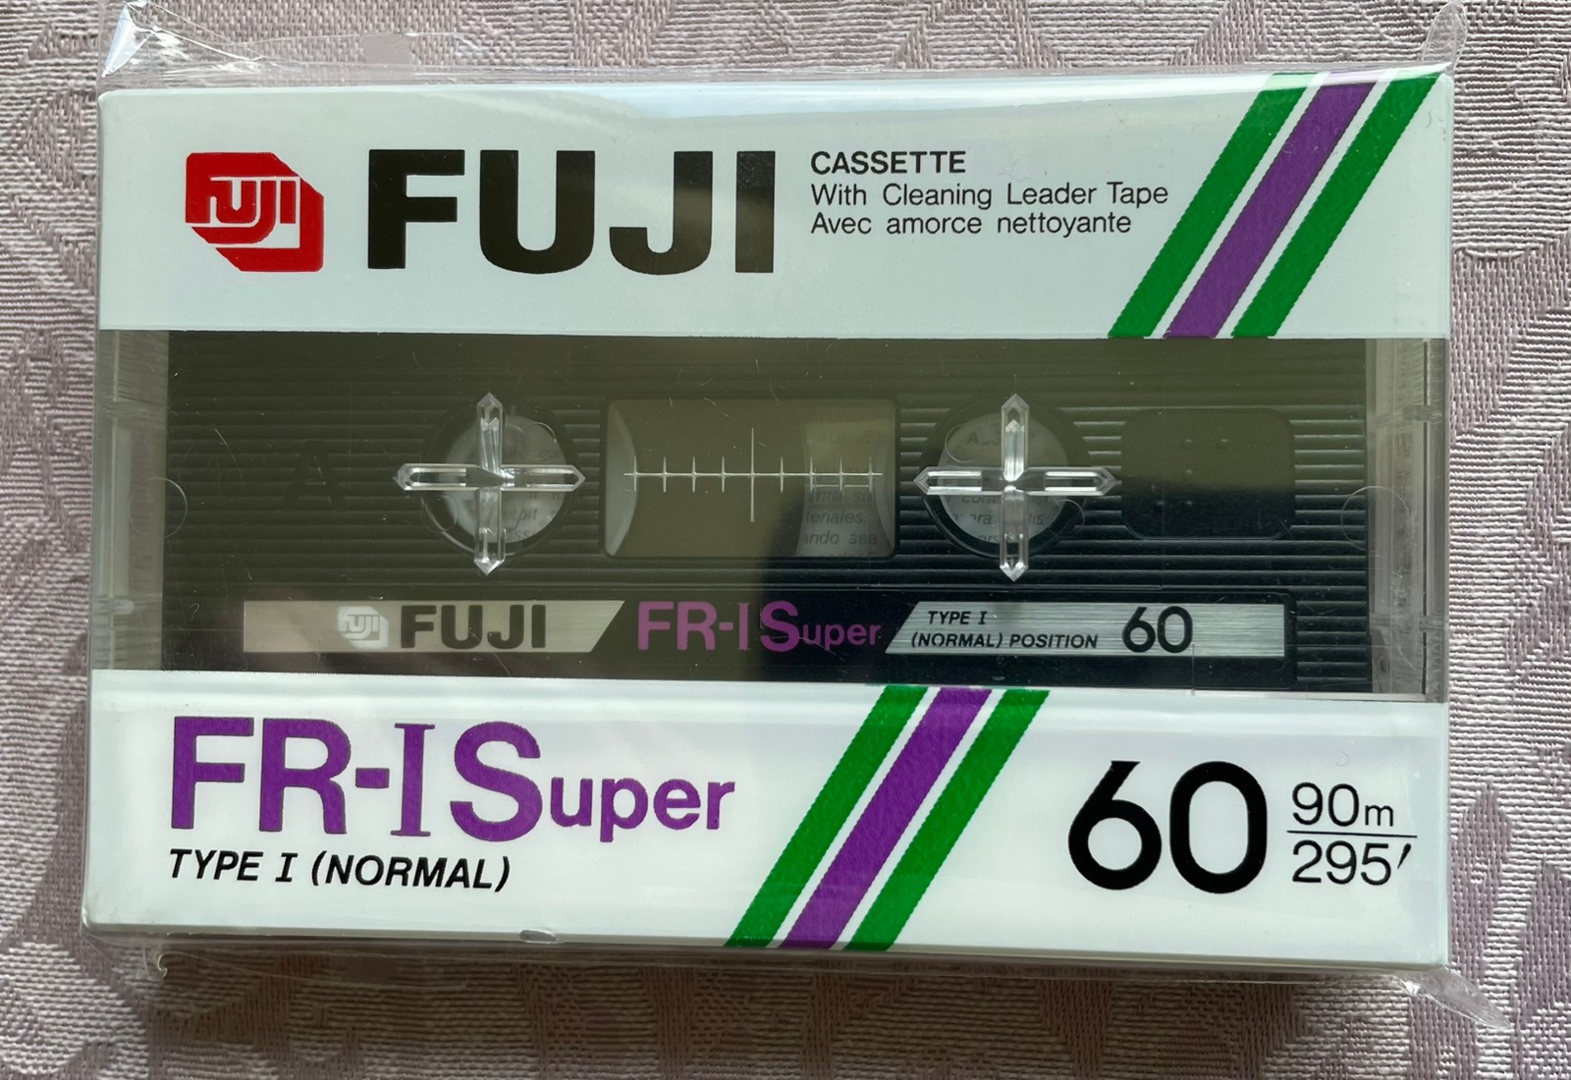 FUJI
FUJI
CASSETTE
With Cleaning Leader Tape
Avec amorce nettoyante
A
FUJI
FUJI
FR-I Super
TYPE I
(NORMAL) POSITION
60
FR-I Super
TYPE I (NORMAL)
60
90m
295′